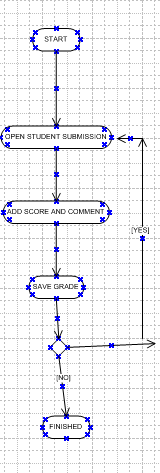 START
OPEN STUDENT SUBMISSION
[YES]
ADD SCORE AND COMMENT
SAVE GRADE
[NO]
FINISHED